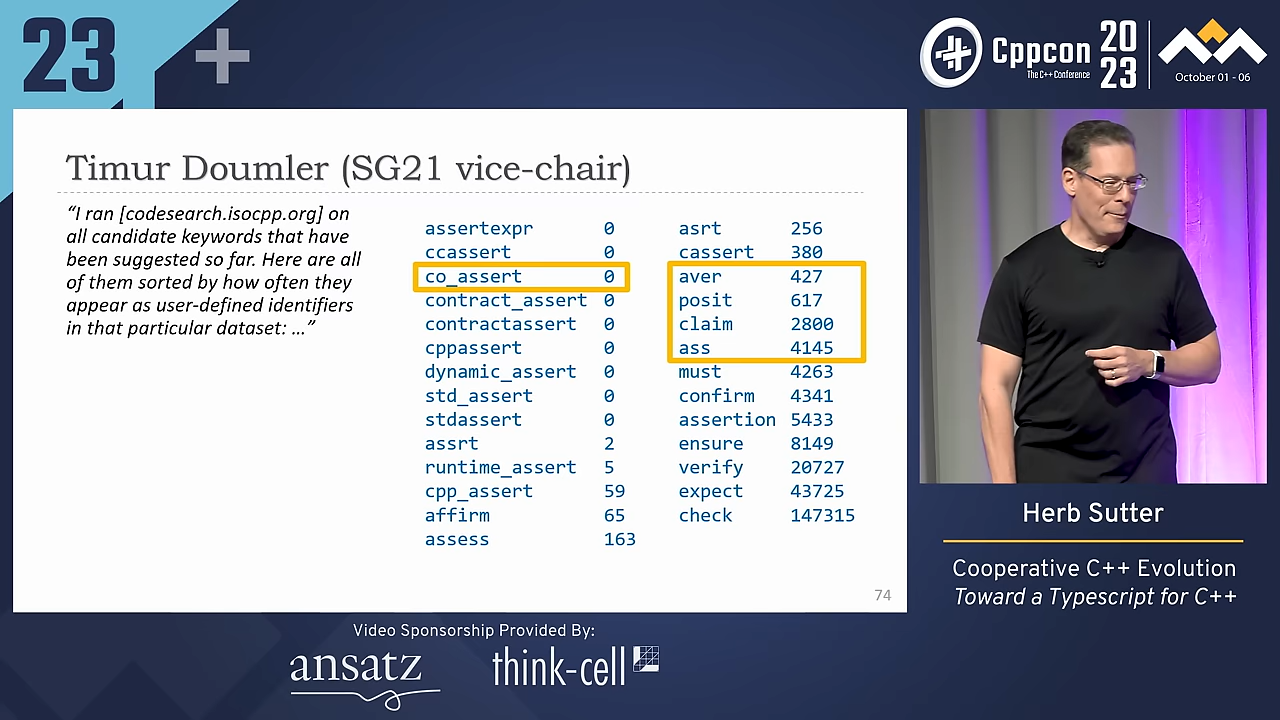 23
Cppcon
The C++ Conference
20
23
October 01 - 06
Timur Doumler (SG21 vice-chair)
“I ran [codesearch.isocpp.org] on
all candidate keywords that have
been suggested so far. Here are all
of them sorted by how often they
appear as user-defined identifiers
in that particular dataset: …”
assertexpr 0
ccassert 0
co_assert 0
contract_assert 0
contractassert 0
cppassert 0
dynamic_assert 0
std_assert 0
stdassert 0
assrt 2
runtime_assert 5
cpp_assert 59
affirm 65
assess 163
asrt 256
cassert 380
aver 427
posit 617
claim 2800
ass 4145
must 4263
confirm 4341
assertion 5433
ensure 8149
verify 20727
expect 43725
check 147315
74
Herb Sutter
Cooperative C++ Evolution
Toward a Typescript for C++
Video Sponsorship Provided By:
ansatz
think-cell